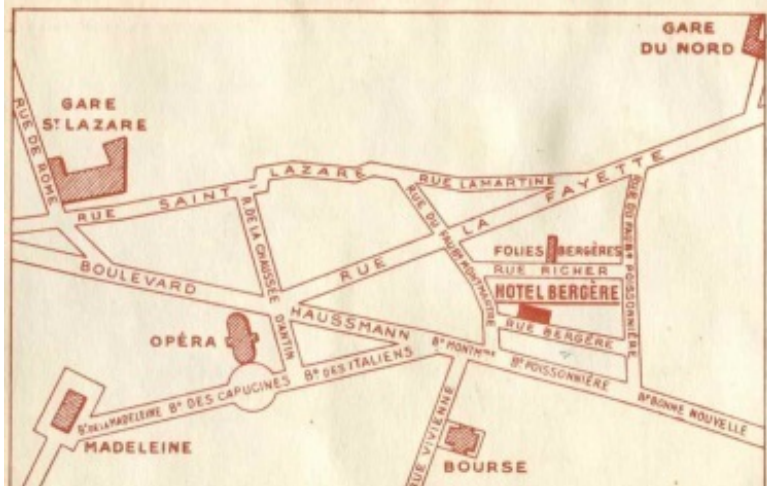 GARE
DU NORD
GARE
ST LAZARE
RUE DE ROME
RUE SAINT LAZARE
RUE LAMARTINE
RUE LA FAYETTE
R. DE LA CHAUSSÉE
D'ANTIN
RUE DU FAUBG MONTMARTRE
RUE DU FAUBG POISSONNIÈRE
FOLIES BERGÈRES
RUE RICHER
HOTEL BERGÈRE
RUE BERGÈRE
BOULEVARD HAUSSMANN
OPÉRA
BD MONTMTRE
BD POISSONNIÈRE
BD BONNE NOUVELLE
BD DE LA MADELEINE
BD DES CAPUCINES
BD DES ITALIENS
MADELEINE
RUE VIVIENNE
BOURSE